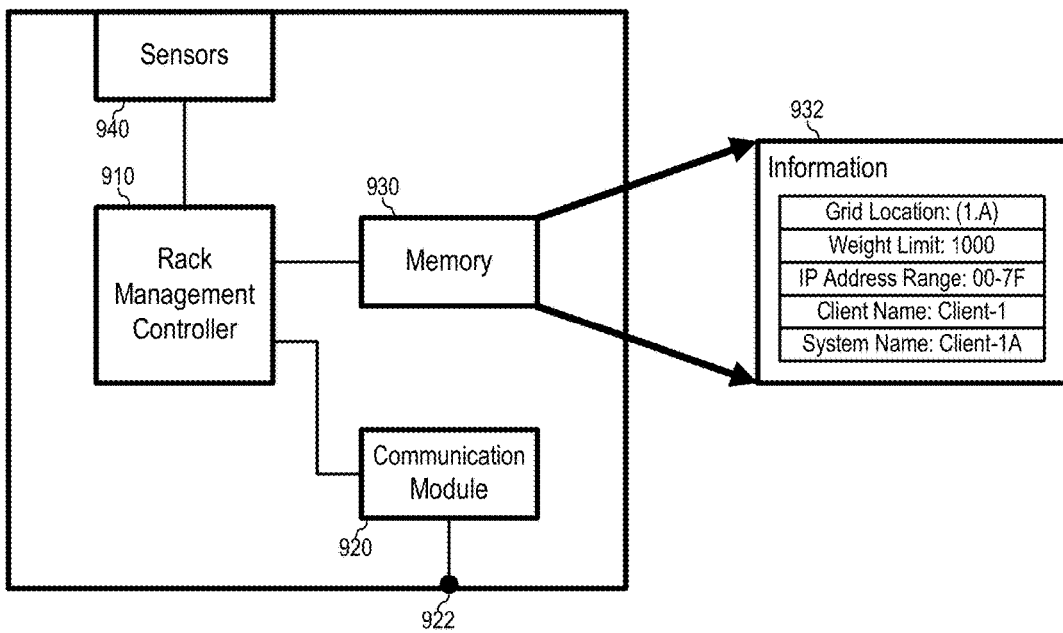 Sensors
940
932
910
Information
930
Grid Location: (1.A)
Rack
Management
Controller
Memory
Weight Limit: 1000
IP Address Range: 00-7F
Client Name: Client-1
System Name: Client-1A
Communication
Module
920
922